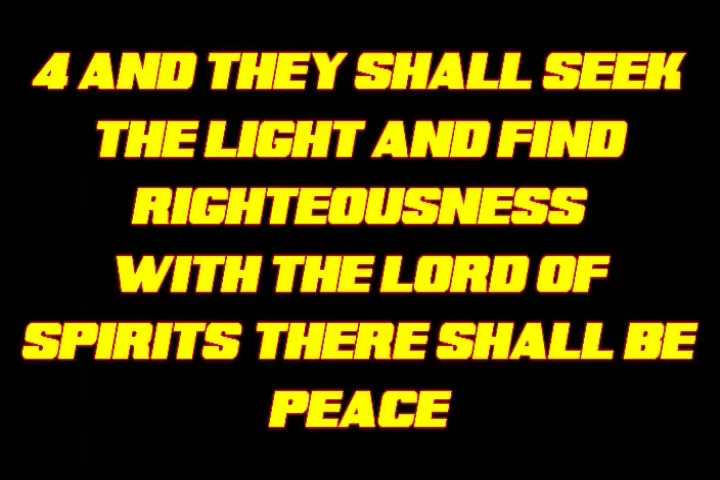 4 AND THEY SHALL SEEK
THE LIGHT AND FIND
RIGHTEOUSNESS
WITH THE LORD OF
SPIRITS THERE SHALL BE
PEACE